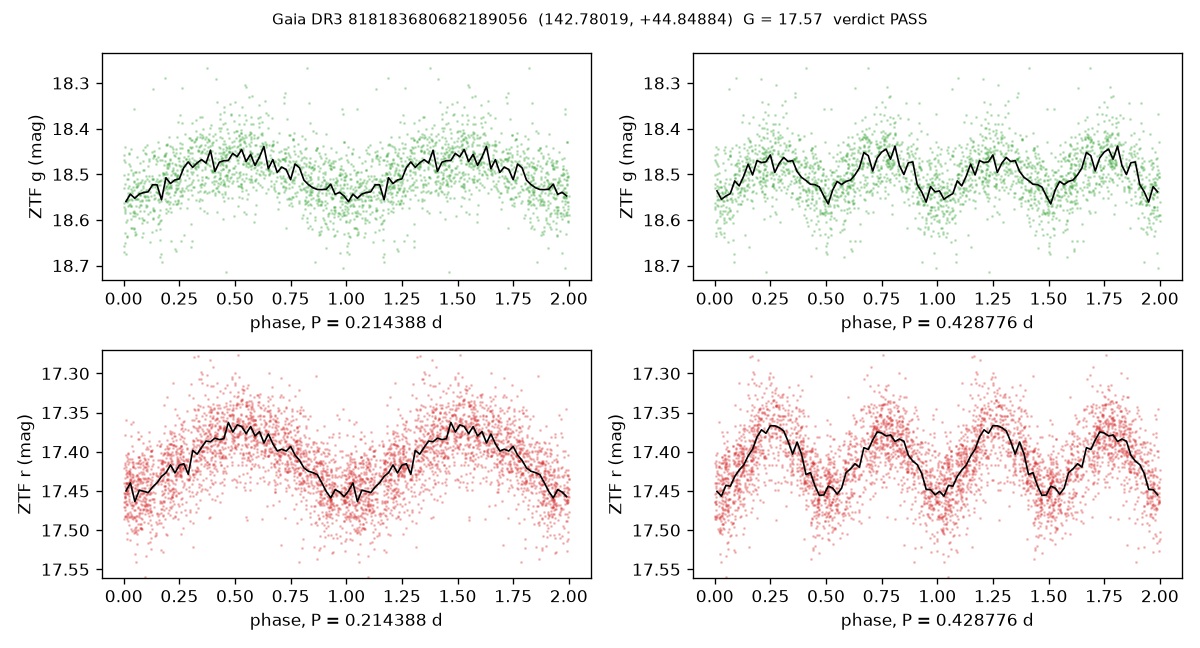 Gaia DR3 818183680682189056 (142.78019, +44.84884) G = 17.57 verdict PASS
ZTF g (mag)
18.3
18.4
18.5
18.6
18.7
0.00 0.25 0.50 0.75 1.00 1.25 1.50 1.75 2.00
phase, P = 0.214388 d
ZTF g (mag)
18.3
18.4
18.5
18.6
18.7
0.00 0.25 0.50 0.75 1.00 1.25 1.50 1.75 2.00
phase, P = 0.428776 d
ZTF r (mag)
17.30
17.35
17.40
17.45
17.50
17.55
0.00 0.25 0.50 0.75 1.00 1.25 1.50 1.75 2.00
phase, P = 0.214388 d
ZTF r (mag)
17.30
17.35
17.40
17.45
17.50
17.55
0.00 0.25 0.50 0.75 1.00 1.25 1.50 1.75 2.00
phase, P = 0.428776 d